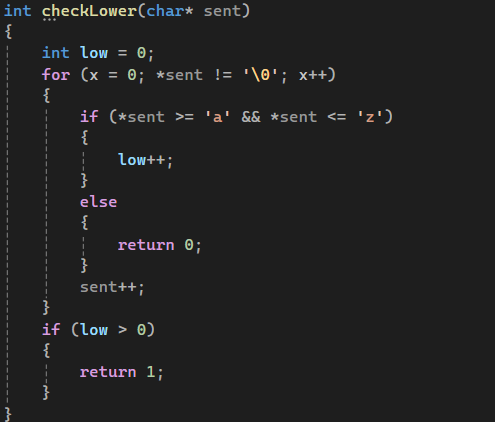 int checkLower(char* sent)
{
    int low = 0;
    for (x = 0; *sent != '\0'; x++)
    {
        if (*sent >= 'a' && *sent <= 'z')
        {
            low++;
        }
        else
        {
            return 0;
        }
        sent++;
    }
    if (low > 0)
    {
        return 1;
    }
}